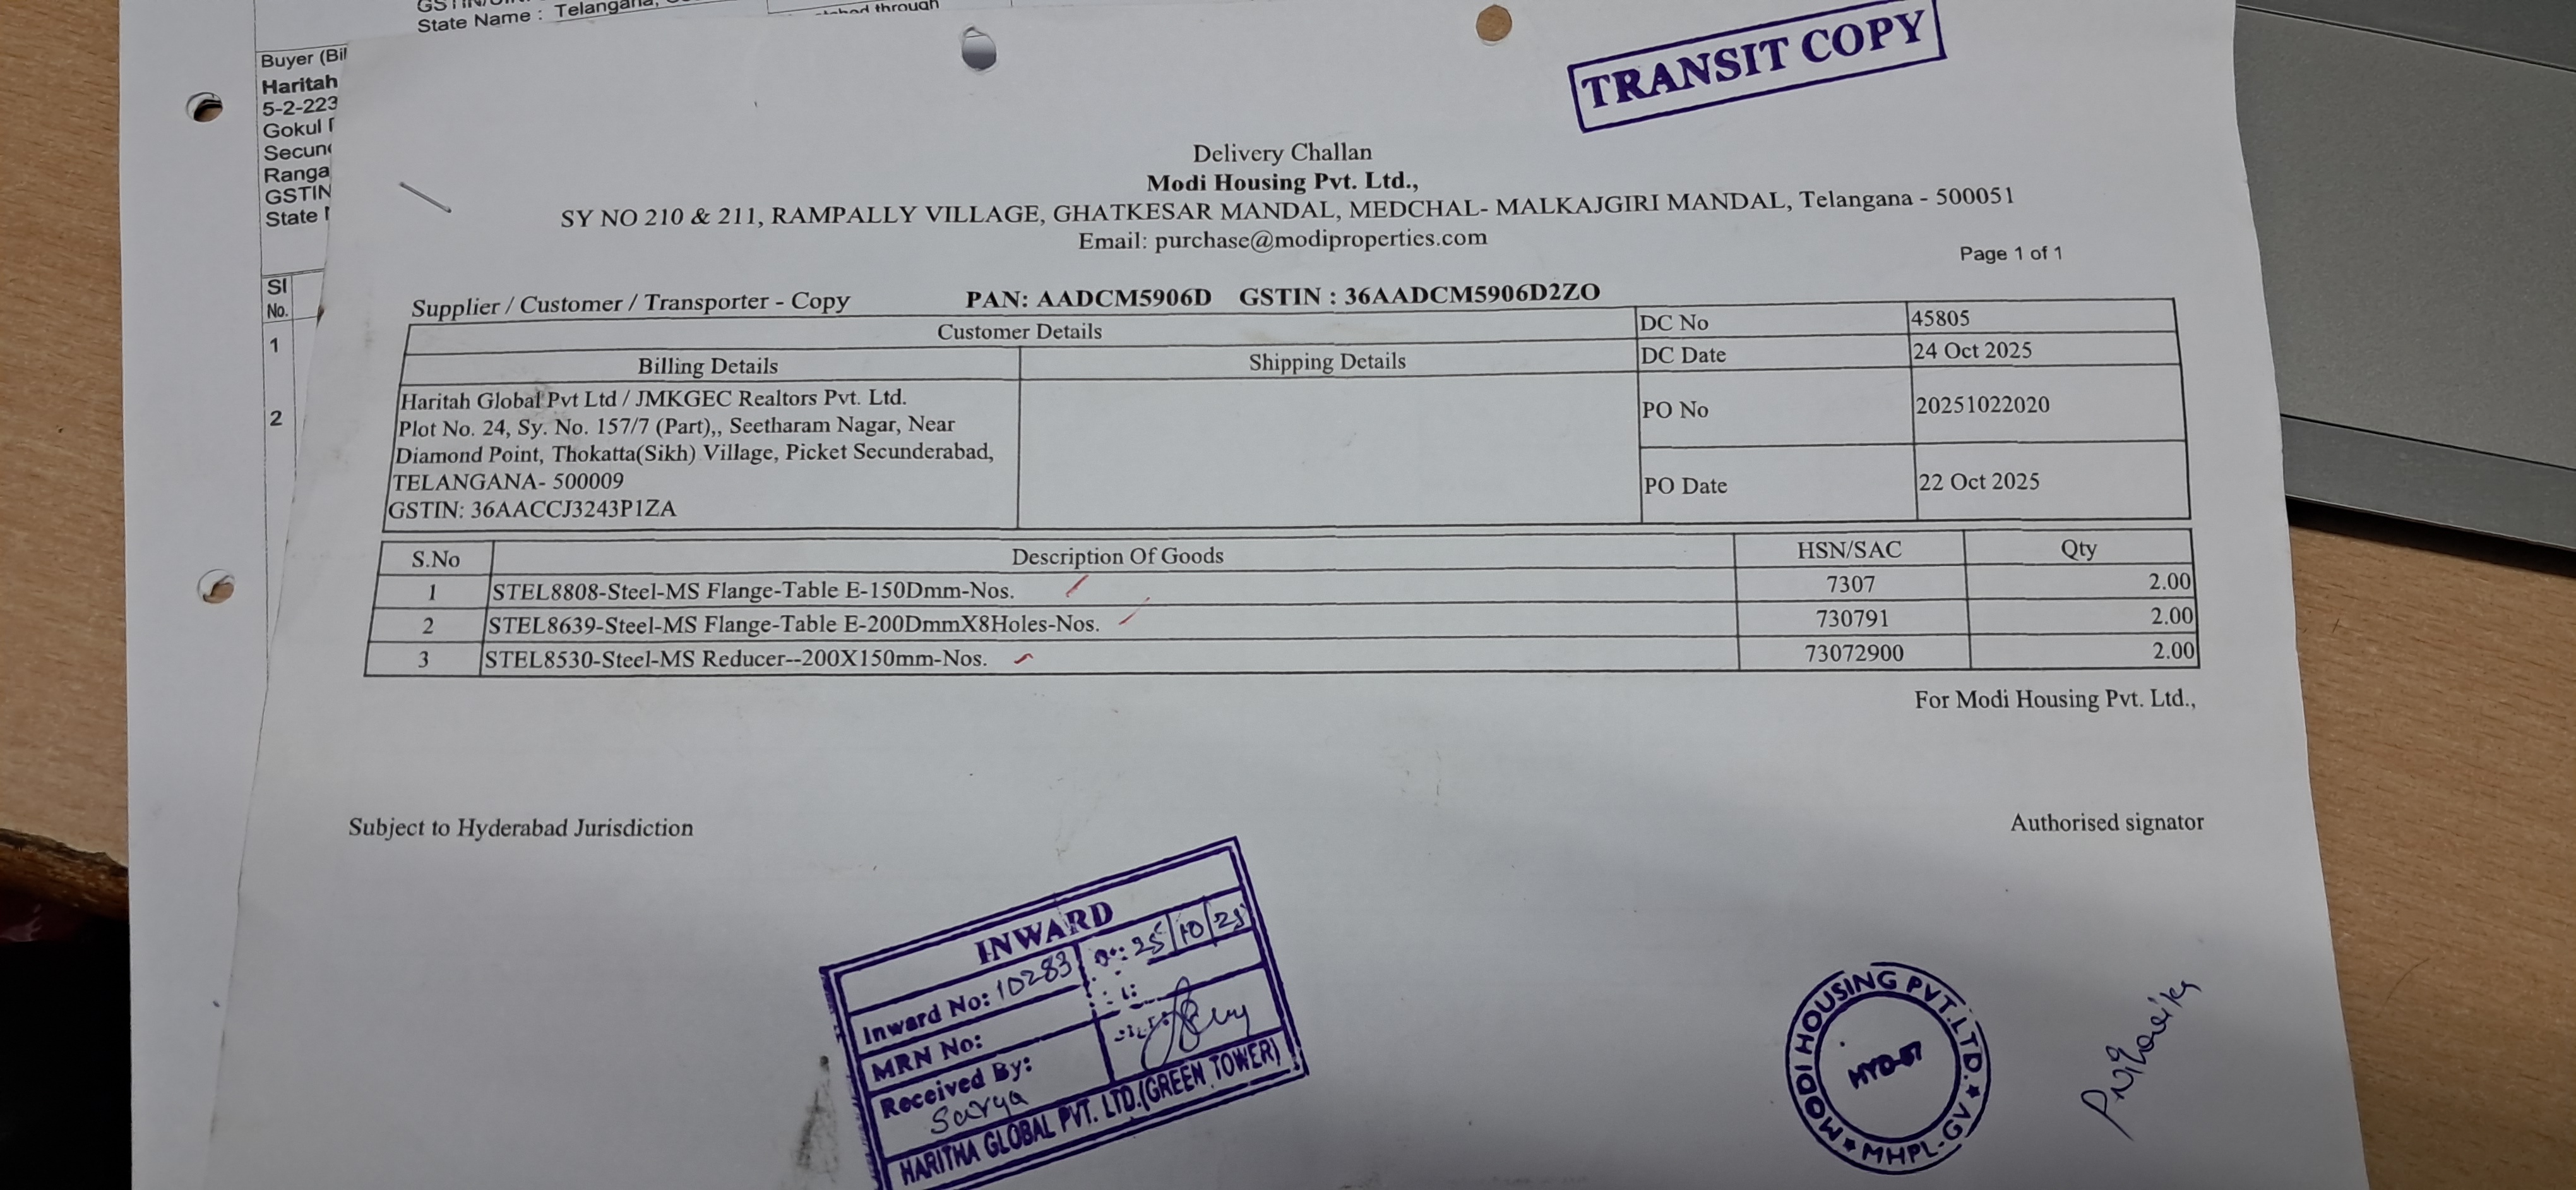 State Name : Telangana,
through
Buyer (Bil
Haritah
5-2-223
Gokul
Secun
Ranga
GSTIN
State
SI
No.
1
2
TRANSIT COPY
Delivery Challan
Modi Housing Pvt. Ltd.,
SY NO 210 & 211, RAMPALLY VILLAGE, GHATKESAR MANDAL, MEDCHAL- MALKAJGIRI MANDAL, Telangana - 500051
Email: purchase@modiproperties.com
Page 1 of 1
Supplier / Customer / Transporter - Copy PAN: AADCM5906D GSTIN : 36AADCM5906D2ZO
Customer Details
DC No 45805
Billing Details Shipping Details
DC Date 24 Oct 2025
Haritah Global Pvt Ltd / JMKGEC Realtors Pvt. Ltd.
Plot No. 24, Sy. No. 157/7 (Part),, Seetharam Nagar, Near
Diamond Point, Thokatta(Sikh) Village, Picket Secunderabad,
TELANGANA- 500009
GSTIN: 36AACCJ3243P1ZA
PO No 20251022020
PO Date 22 Oct 2025
S.No Description Of Goods HSN/SAC Qty
1 STEL8808-Steel-MS Flange-Table E-150Dmm-Nos. 7307 2.00
2 STEL8639-Steel-MS Flange-Table E-200DmmX8Holes-Nos. 730791 2.00
3 STEL8530-Steel-MS Reducer--200X150mm-Nos. 73072900 2.00
For Modi Housing Pvt. Ltd.,
Subject to Hyderabad Jurisdiction
Authorised signator
INWARD
Inward No: 10283 25/10/25
MRN No:
Received By:
Surya
HARITHA GLOBAL PVT. LTD.(GREEN TOWER)
MODI HOUSING PVT. LTD. ★ MHPL-GV ★